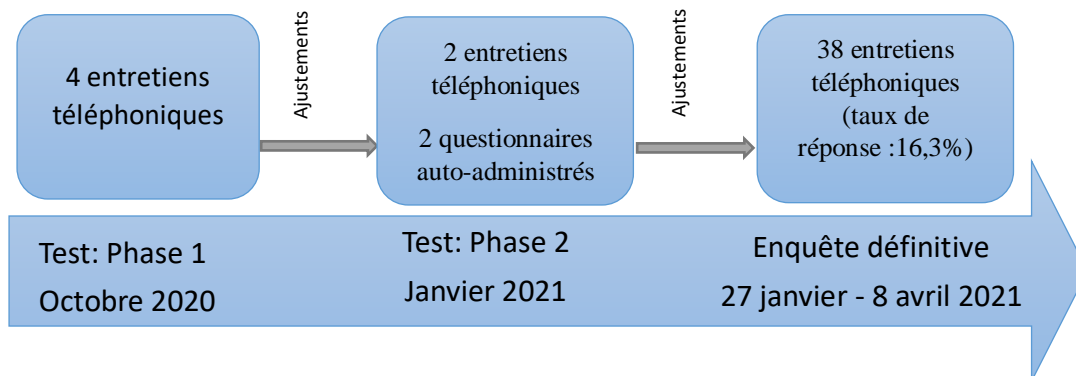 4 entretiens
téléphoniques
Ajustements
2 entretiens
téléphoniques
2 questionnaires
auto-administrés
Ajustements
38 entretiens
téléphoniques
(taux de
réponse :16,3%)
Test: Phase 1
Octobre 2020
Test: Phase 2
Janvier 2021
Enquête définitive
27 janvier - 8 avril 2021